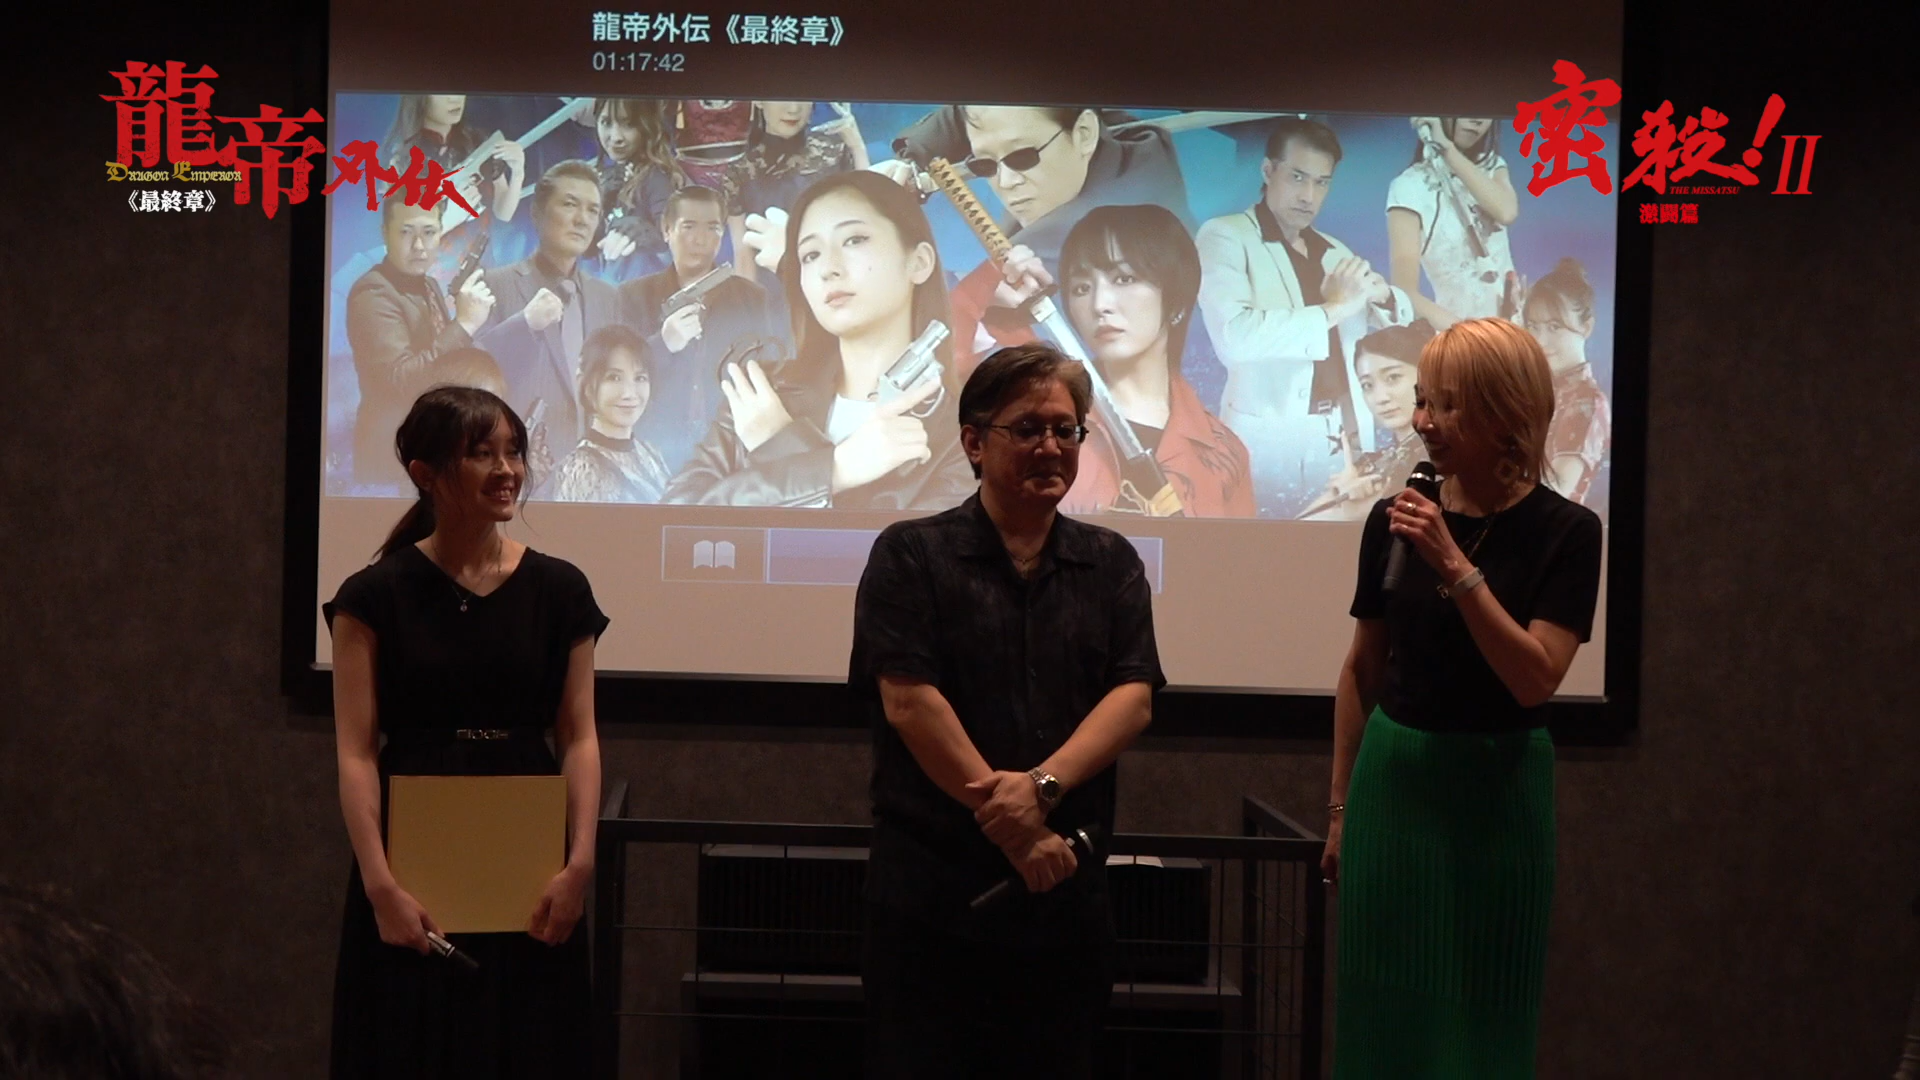 龍帝外伝《最終章》
01:17:42
龍帝外伝
DRAGON EMPEROR
《最終章》
密殺!II
THE MISSATSU
激闘篇